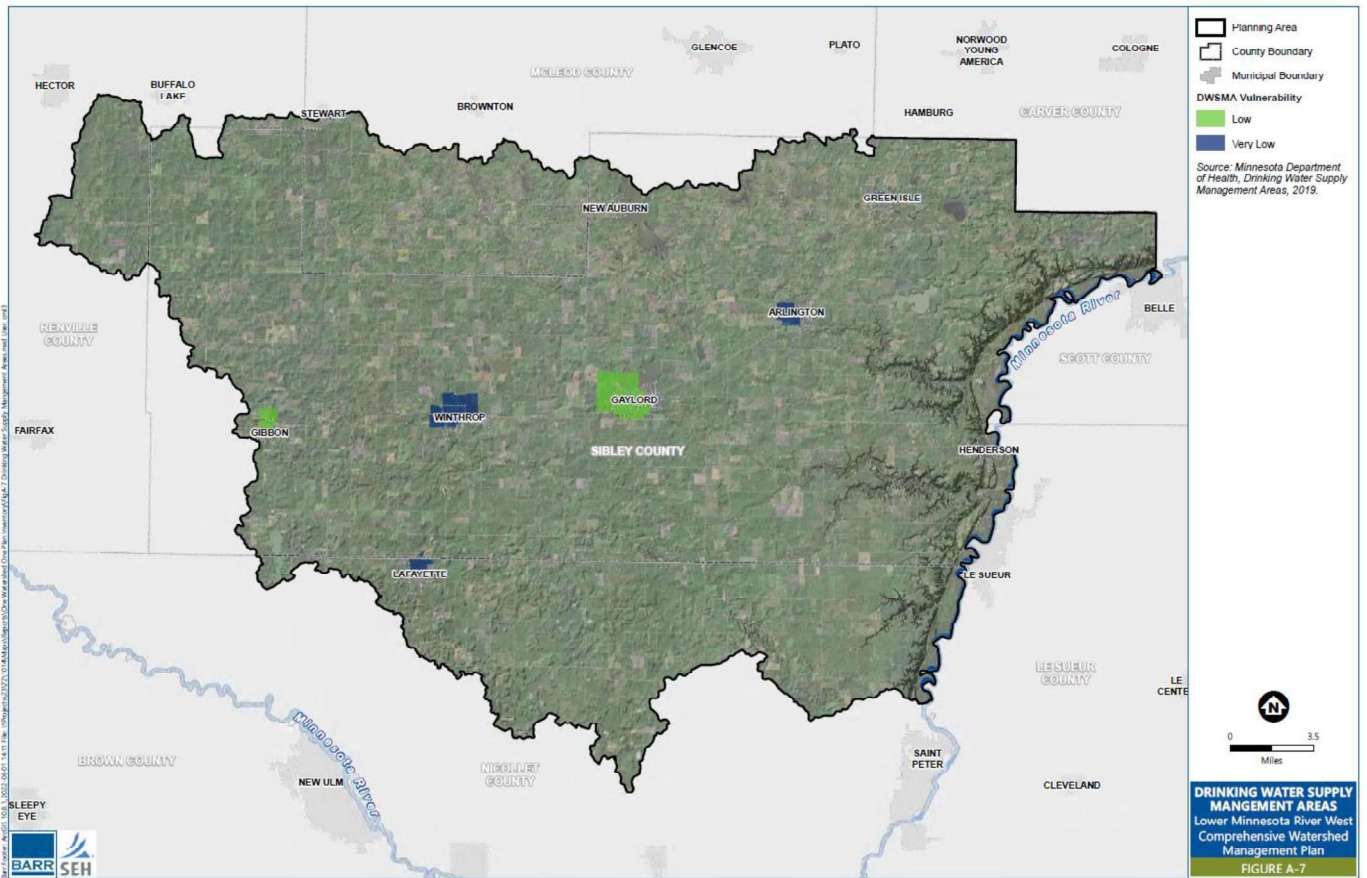 GLENCOE
PLATO
NORWOOD
YOUNG
AMERICA
COLOGNE
MCLEOD COUNTY
HECTOR
BUFFALO
LAKE
STEWART
BROWNTON
HAMBURG
CARVER COUNTY
GREEN ISLE
NEW AUBURN
ARLINGTON
BELLE
Minnesota River
RENVILLE
COUNTY
SCOTT COUNTY
GAYLORD
WINTHROP
GIBBON
FAIRFAX
SIBLEY COUNTY
HENDERSON
LAFAYETTE
LE SUEUR
LE SUEUR
COUNTY
LE
CENTE
Minnesota River
BROWN COUNTY
NEW ULM
NICOLLET
COUNTY
SAINT
PETER
CLEVELAND
SLEEPY
EYE
BARR
SEH
Planning Area
County Boundary
Municipal Boundary
DWSMA Vulnerability
Low
Very Low
Source: Minnesota Department
of Health, Drinking Water Supply
Management Areas, 2019.
N
0 3.5
Miles
DRINKING WATER SUPPLY
MANGEMENT AREAS
Lower Minnesota River West
Comprehensive Watershed
Management Plan
FIGURE A-7